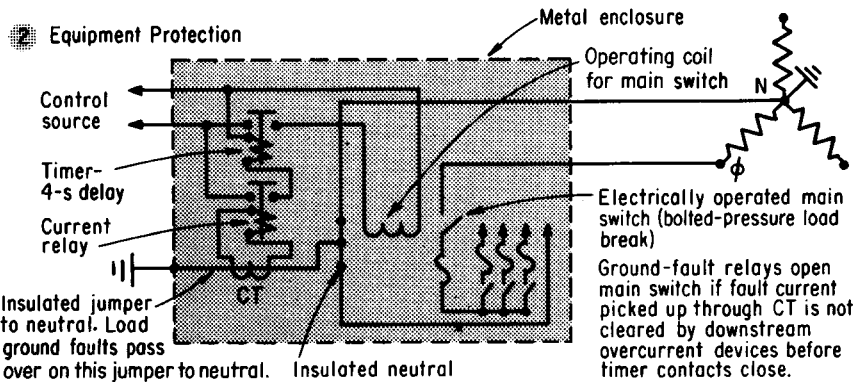 2 Equipment Protection
Metal enclosure
Operating coil
for main switch
N
Control
source
Timer-
4-s delay
Current
relay
CT
ϕ
Electrically operated main
switch (bolted-pressure load
break)
Ground-fault relays open
main switch if fault current
picked up through CT is not
cleared by downstream
overcurrent devices before
timer contacts close.
Insulated jumper
to neutral. Load
ground faults pass
over on this jumper to neutral.
Insulated neutral